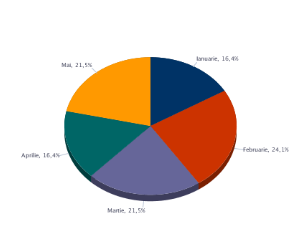 Ianuarie, 16,4%
Mai, 21,5%
Februarie, 24,1%
Aprilie, 16,4%
Martie, 21,5%